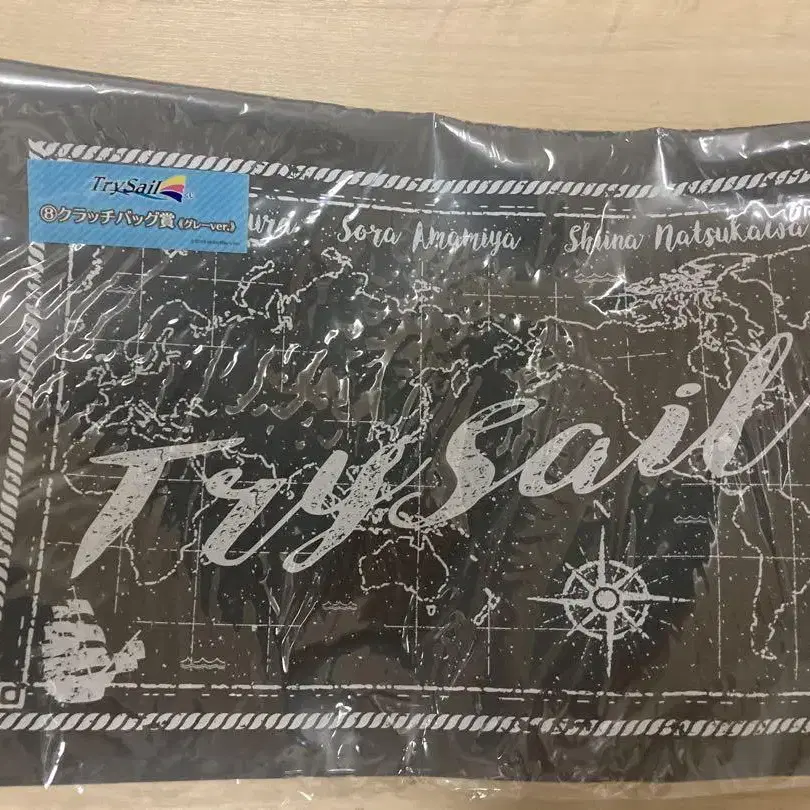 TrySail
⑧クラッチバッグ賞《グレーver.》
Sora Amamiya
Shiina Natsukawa
TrySail
N